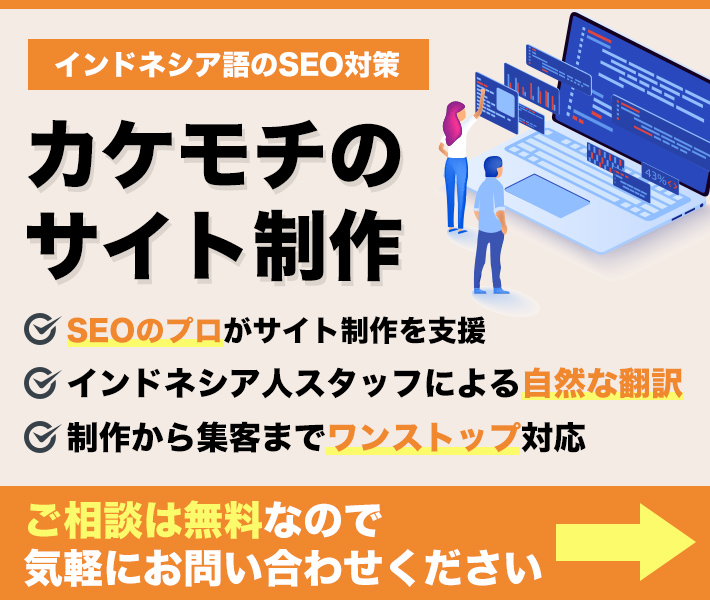 インドネシア語のSEO対策
カケモチの
サイト制作
SEOのプロがサイト制作を支援
インドネシア人スタッフによる自然な翻訳
制作から集客までワンストップ対応
ご相談は無料なので
気軽にお問い合わせください
43%